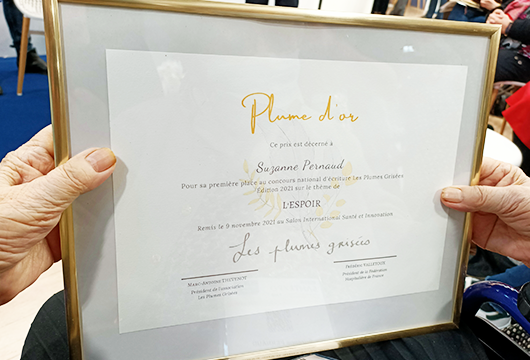 Plume d'or
Ce prix est décerné à
Suzanne Pernaud
Pour sa première place au concours national d'écriture Les Plumes Grisées
Édition 2021 sur le thème de
L'ESPOIR
Remis le 9 novembre 2021 au Salon International Santé et Innovation
Les plumes grisées
Président de l'association
Les Plumes Grisées
Frédéric VALLETOUX
Président de la Fédération
Hospitalière de France